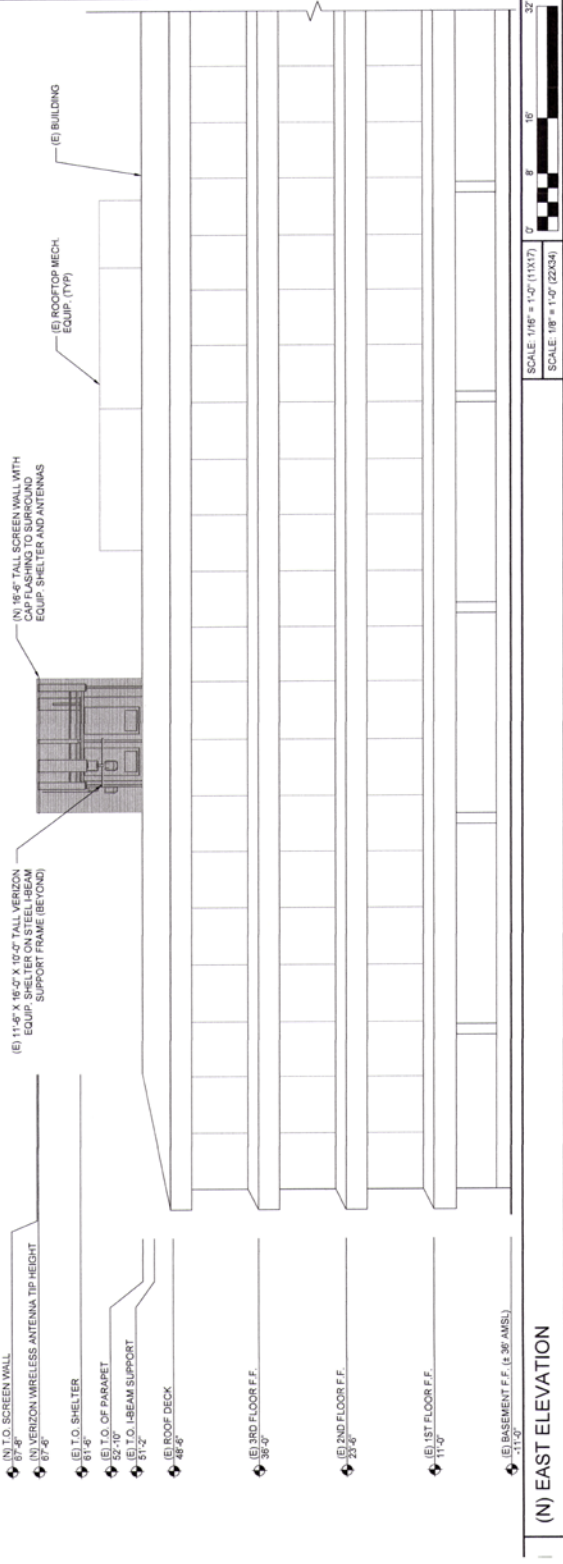 (N) T.O. SCREEN WALL
67'-8"
(N) VERIZON WIRELESS ANTENNA TIP HEIGHT
67'-6"
(E) T.O. SHELTER
61'-6"
(E) T.O. OF PARAPET
52'-10"
(E) T.O. I-BEAM SUPPORT
51'-2"
(E) ROOF DECK
48'-6"
(E) 3RD FLOOR F.F.
36'-0"
(E) 2ND FLOOR F.F.
23'-6"
(E) 1ST FLOOR F.F.
11'-0"
(E) BASEMENT F.F. (± 36' AMSL)
-11'-0"
(E) 11'-6" X 16'-0" X 10'-0" TALL VERIZON
EQUIP. SHELTER ON STEEL I-BEAM
SUPPORT FRAME (BEYOND)
(N) 16'-6" TALL SCREEN WALL WITH
CAP FLASHING TO SURROUND
EQUIP. SHELTER AND ANTENNAS
(E) ROOFTOP MECH.
EQUIP. (TYP)
(E) BUILDING
(N) EAST ELEVATION
SCALE: 1/16" = 1'-0" (11X17)
SCALE: 1/8" = 1'-0" (22X34)
0' 8' 16' 32'